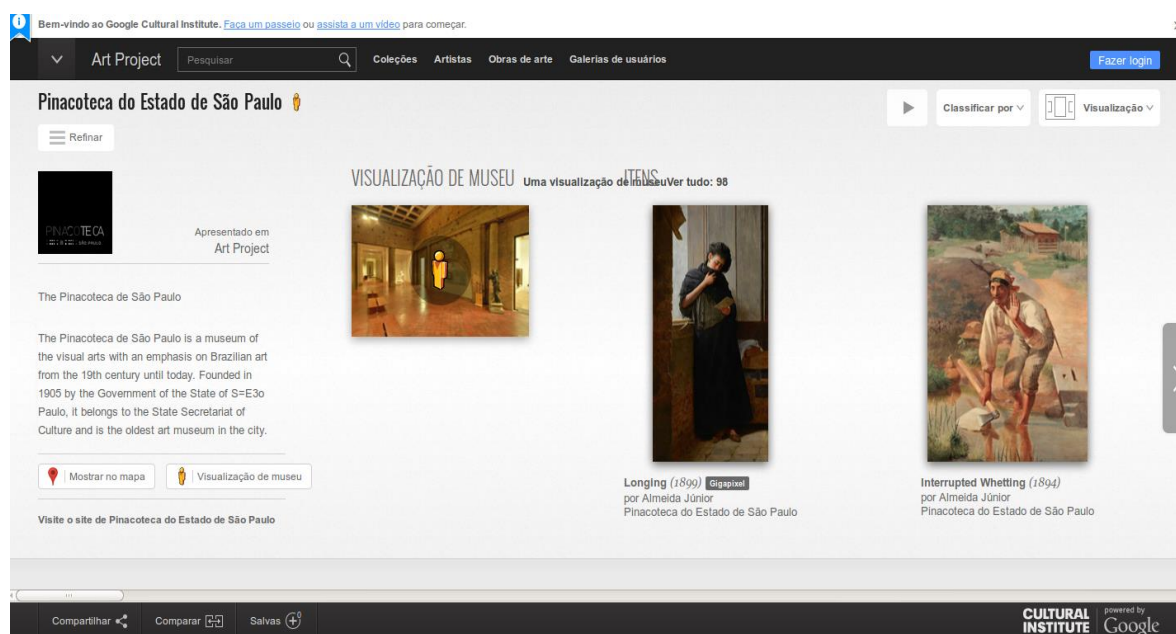 Bem-vindo ao Google Cultural Institute. Faça um passeio ou assista a um vídeo para começar.
Art Project
Pesquisar
Coleções Artistas Obras de arte Galerias de usuários
Fazer login
Pinacoteca do Estado de São Paulo
Classificar por
Visualização
Refinar
VISUALIZAÇÃO DE MUSEU Uma visualização de museu
ITENS Ver tudo: 98
PINACOTECA
Apresentado em
Art Project
The Pinacoteca de São Paulo
The Pinacoteca de São Paulo is a museum of
the visual arts with an emphasis on Brazilian art
from the 19th century until today. Founded in
1905 by the Government of the State of S=E3o
Paulo, it belongs to the State Secretariat of
Culture and is the oldest art museum in the city.
Mostrar no mapa
Visualização de museu
Visite o site de Pinacoteca do Estado de São Paulo
Longing (1899) Gigapixel
por Almeida Júnior
Pinacoteca do Estado de São Paulo
Interrupted Whetting (1894)
por Almeida Júnior
Pinacoteca do Estado de São Paulo
Compartilhar
Comparar
Salvas 0
CULTURAL
INSTITUTE
powered by
Google